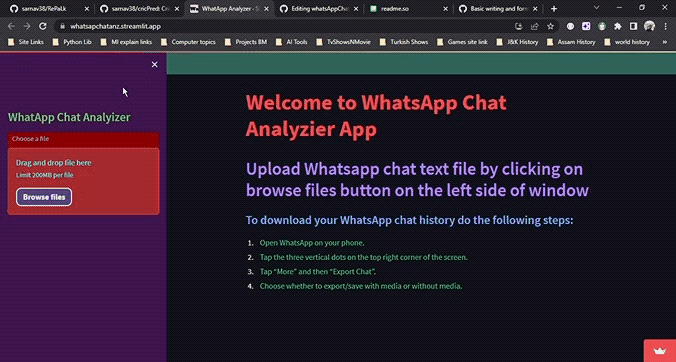 sarnav38/RePaLk
sarnav38/cricPred: Cri
WhatApp Analyzer - S
Editing whatsAppChat
readme.so
Basic writing and form
whatsapchatanz.streamlit.app
Site Links
Python Lib
Ml explain links
Computer topics
Projects BM
AI Tools
TvShowsNMovie
Turkish Shows
Games site link
J&K History
Assam History
world history
WhatApp Chat Analyizer
Choose a file
Drag and drop file here
Limit 200MB per file
Browse files
Welcome to WhatsApp Chat
Analyzier App
Upload Whatsapp chat text file by clicking on
browse files button on the left side of window
To download your WhatsApp chat history do the following steps:
1. Open WhatsApp on your phone.
2. Tap the three vertical dots on the top right corner of the screen.
3. Tap “More” and then “Export Chat”.
4. Choose whether to export/save with media or without media.